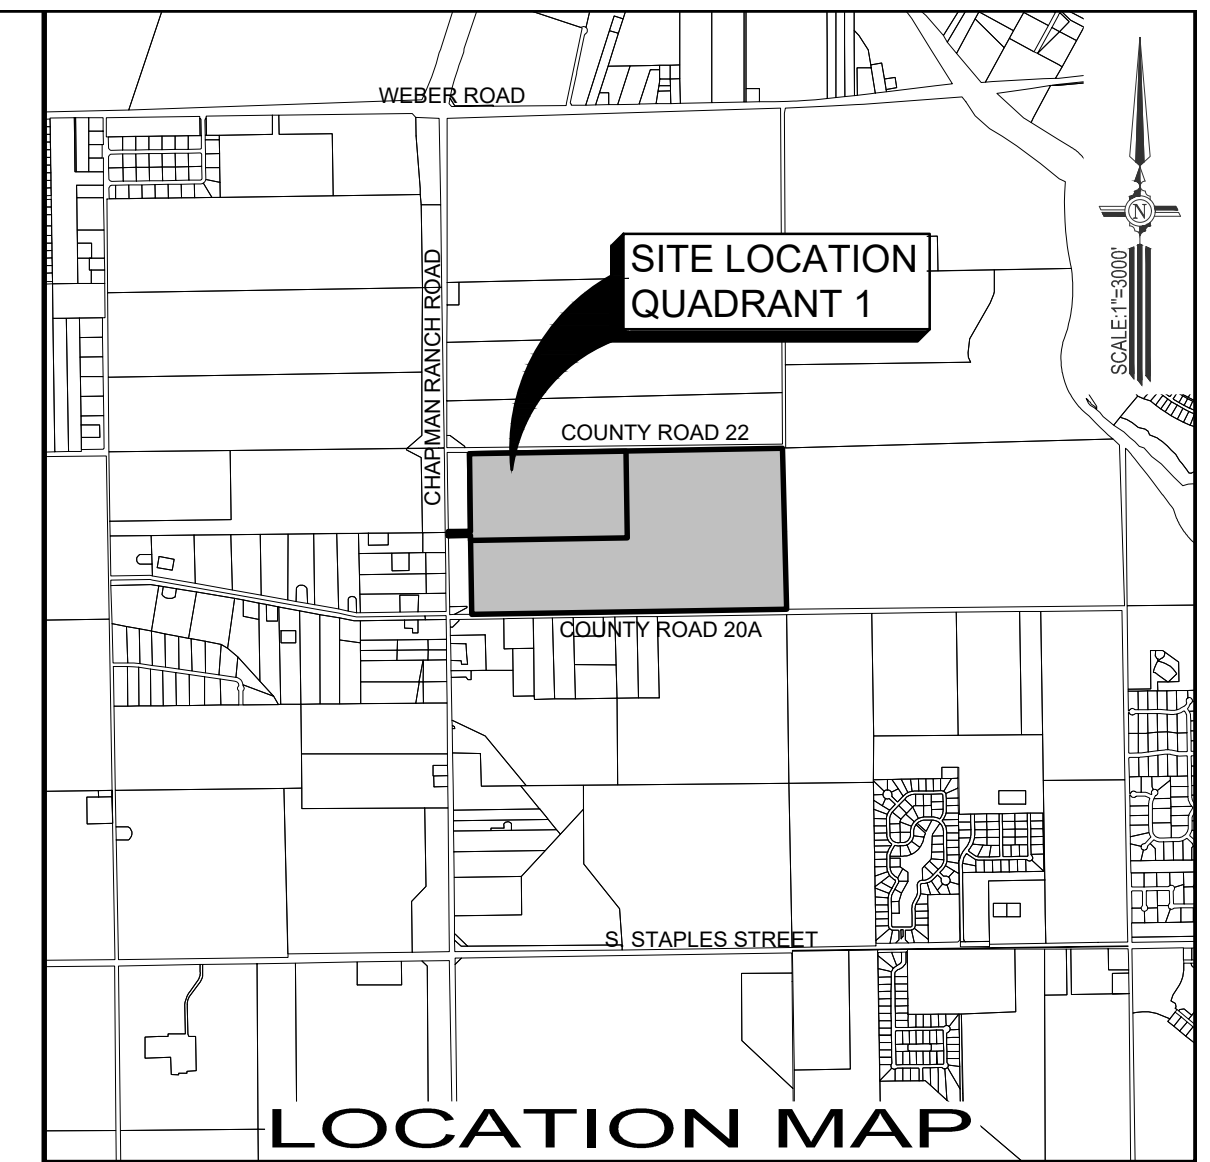 WEBER ROAD
N
SCALE:1"=3000'
SITE LOCATION
QUADRANT 1
CHAPMAN RANCH ROAD
COUNTY ROAD 22
COUNTY ROAD 20A
S. STAPLES STREET
LOCATION MAP